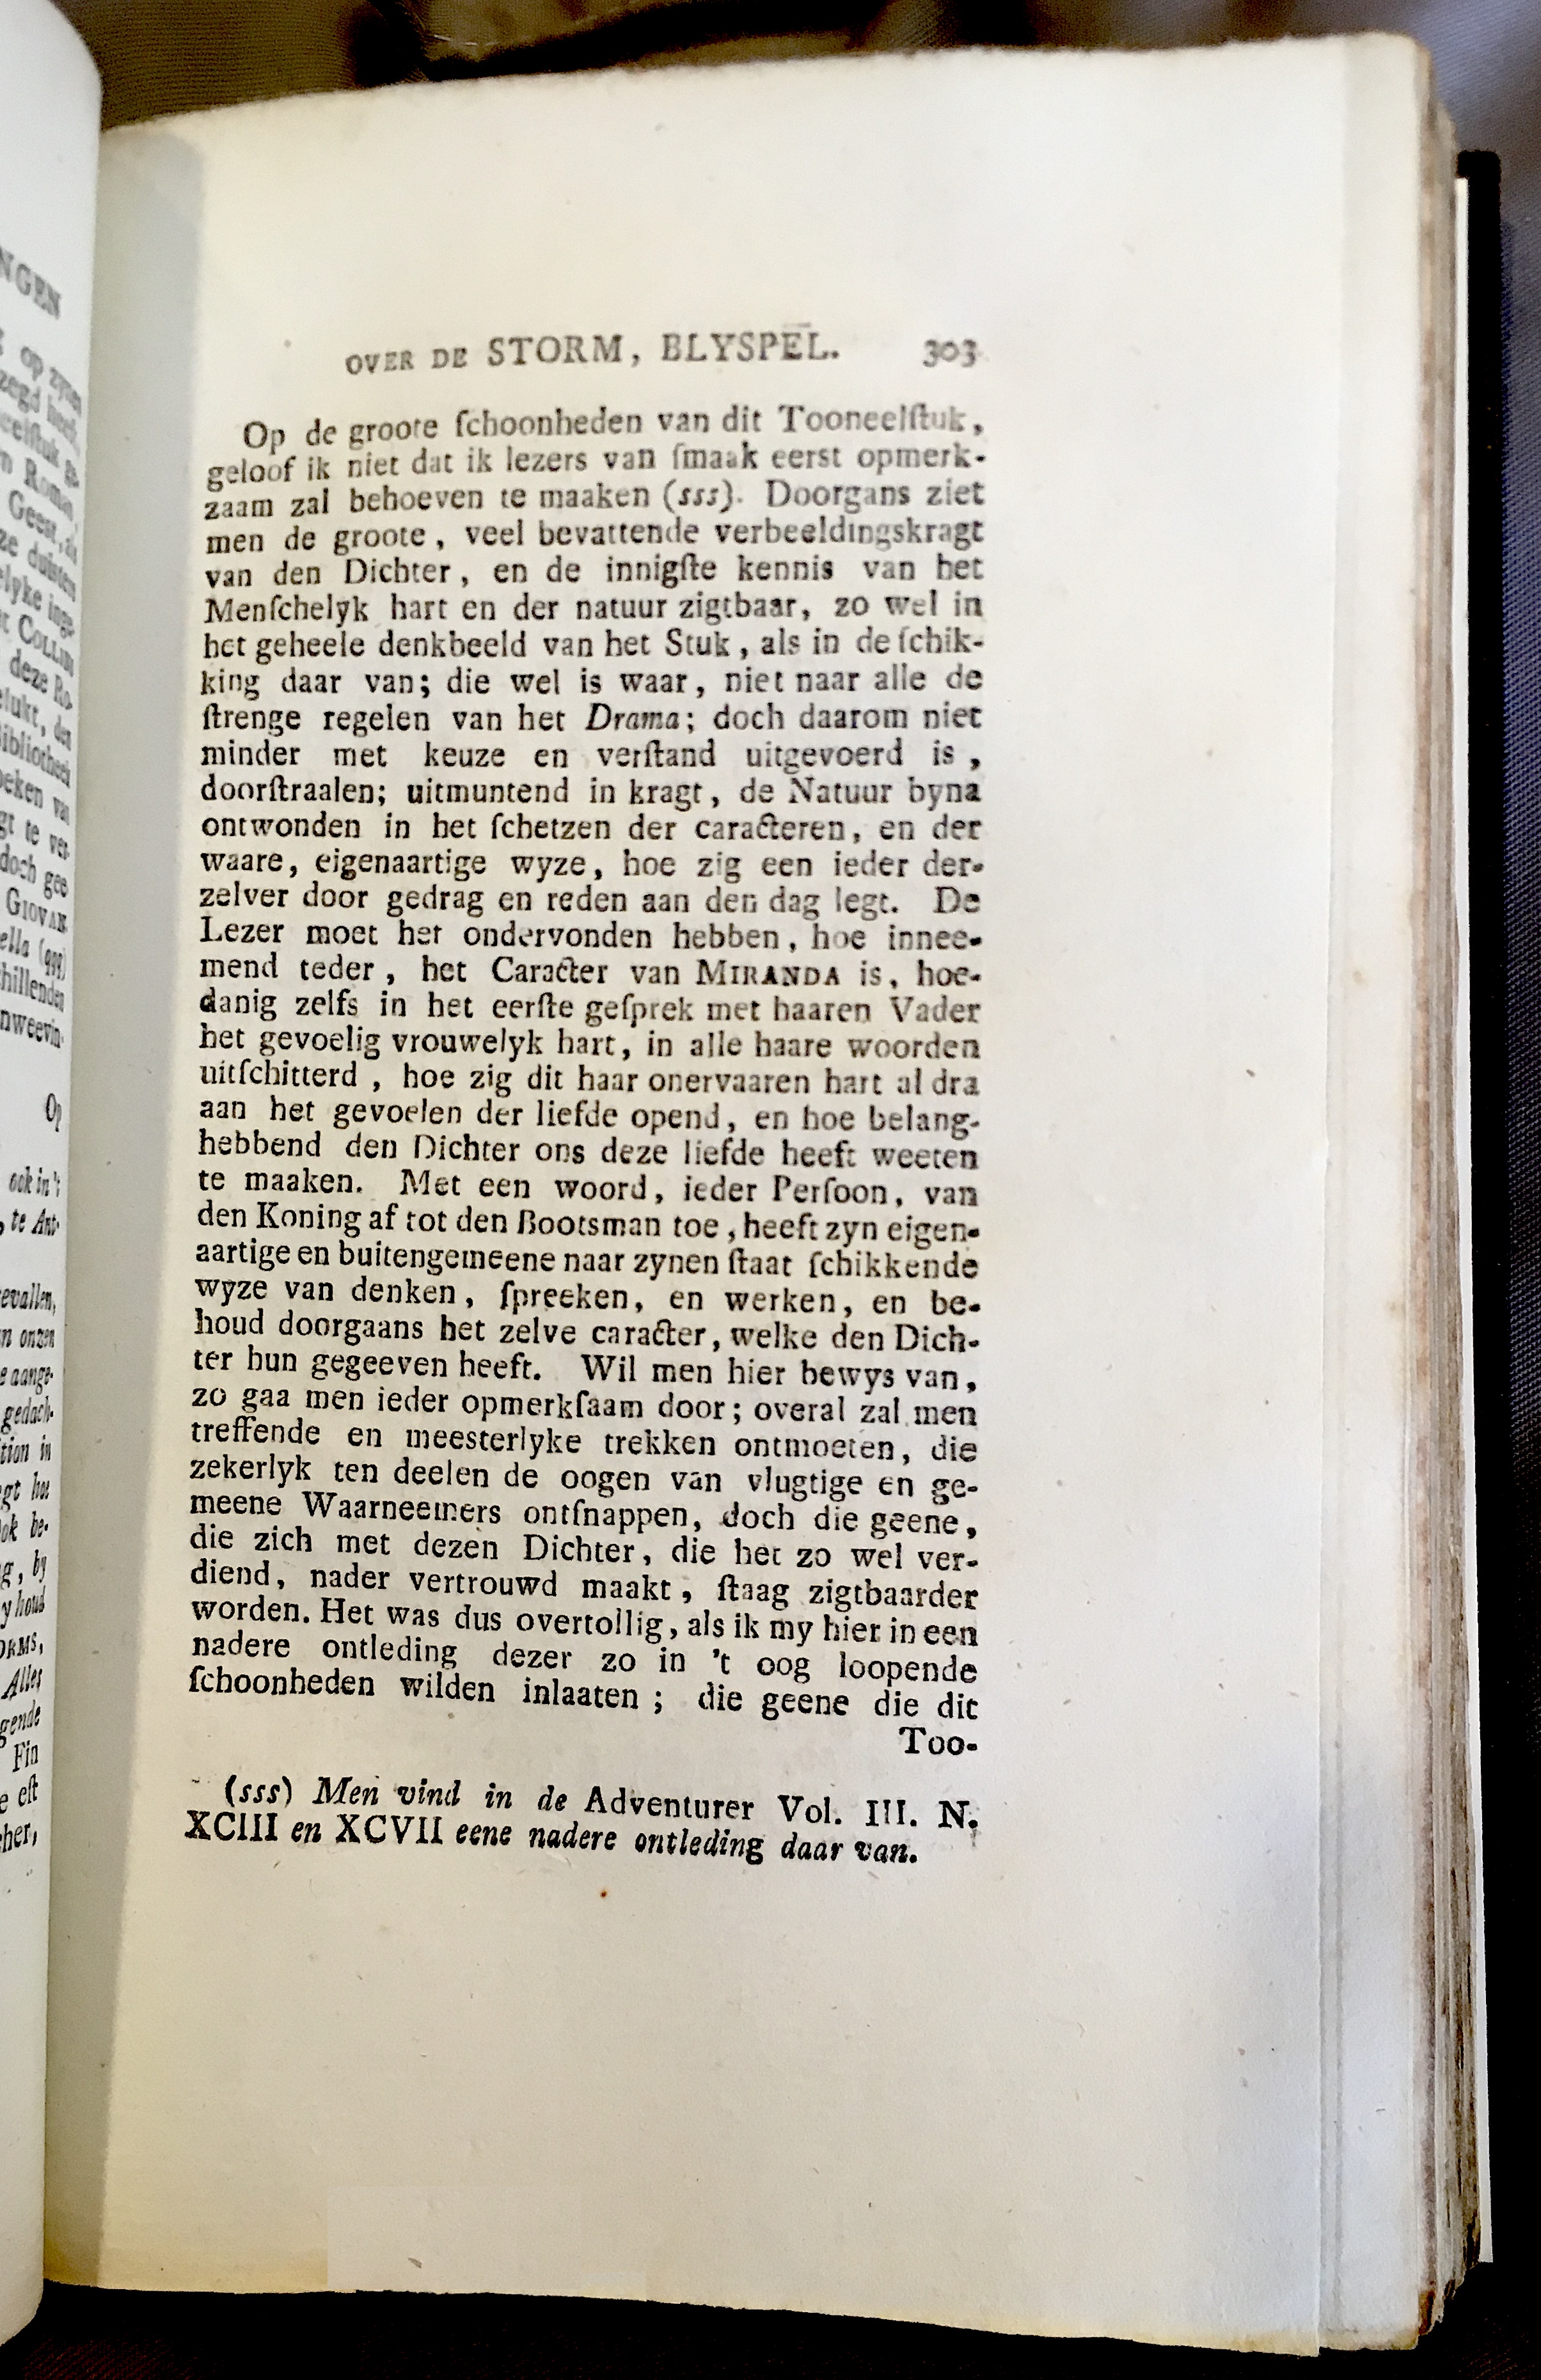 OVER DE STORM, BLYSPEL. 303
Op de groote ſchoonheden van dit Tooneelſtuk,
geloof ik niet dat ik lezers van ſmaak eerst opmerk-
zaam zal behoeven te maaken (sss). Doorgans ziet
men de groote, veel bevattende verbeeldingskragt
van den Dichter, en de innigſte kennis van het
Menſchelyk hart en der natuur zigtbaar, zo wel in
het geheele denkbeeld van het Stuk, als in de ſchik-
king daar van; die wel is waar, niet naar alle de
ſtrenge regelen van het Drama; doch daarom niet
minder met keuze en verſtand uitgevoerd is,
doorſtraalen; uitmuntend in kragt, de Natuur byna
ontwonden in het ſchetzen der caracteren, en der
waare, eigenaartige wyze, hoe zig een ieder der-
zelver door gedrag en reden aan den dag legt. De
Lezer moet het ondervonden hebben, hoe innee-
mend teder, het Caracter van MIRANDA is, hoe-
danig zelfs in het eerſte geſprek met haaren Vader
het gevoelig vrouwelyk hart, in alle haare woorden
uitſchitterd, hoe zig dit haar onervaaren hart al dra
aan het gevoelen der liefde opend, en hoe belang-
hebbend den Dichter ons deze liefde heeft weeten
te maaken. Met een woord, ieder Perſoon, van
den Koning af tot den Bootsman toe, heeft zyn eigen-
aartige en buitengemeene naar zynen ſtaat ſchikkende
wyze van denken, ſpreeken, en werken, en be-
houd doorgaans het zelve caracter, welke den Dich-
ter hun gegeeven heeft. Wil men hier bewys van,
zo gaa men ieder opmerkſaam door; overal zal men
treffende en meesterlyke trekken ontmoeten, die
zekerlyk ten deelen de oogen van vlugtige en ge-
meene Waarneemers ontſnappen, doch die geene,
die zich met dezen Dichter, die het zo wel ver-
diend, nader vertrouwd maakt, ſtaag zigtbaarder
worden. Het was dus overtollig, als ik my hier in een
nadere ontleding dezer zo in 't oog loopende
ſchoonheden wilden inlaaten; die geene die dit
Too-
(sss) Men vind in de Adventurer Vol. III. N.
XCIII en XCVII eene nadere ontleding daar van.